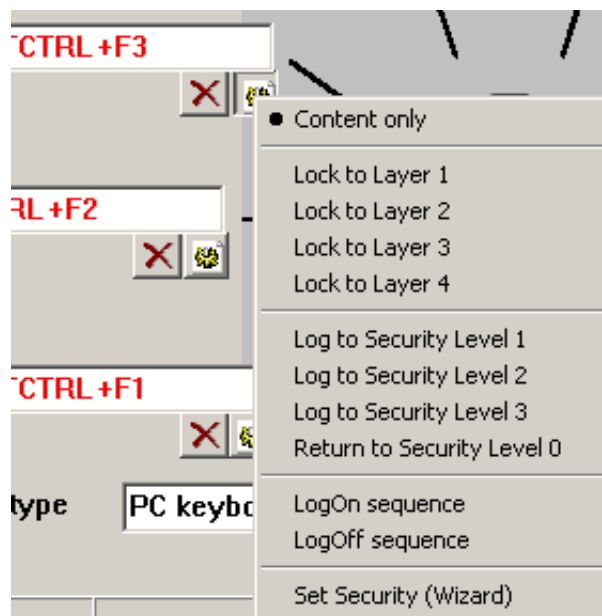 CTRL+F3
Content only
Lock to Layer 1
RL+F2
Lock to Layer 2
Lock to Layer 3
Lock to Layer 4
Log to Security Level 1
CTRL+F1
Log to Security Level 2
Log to Security Level 3
Return to Security Level 0
type
PC keybo
LogOn sequence
LogOff sequence
Set Security (Wizard)